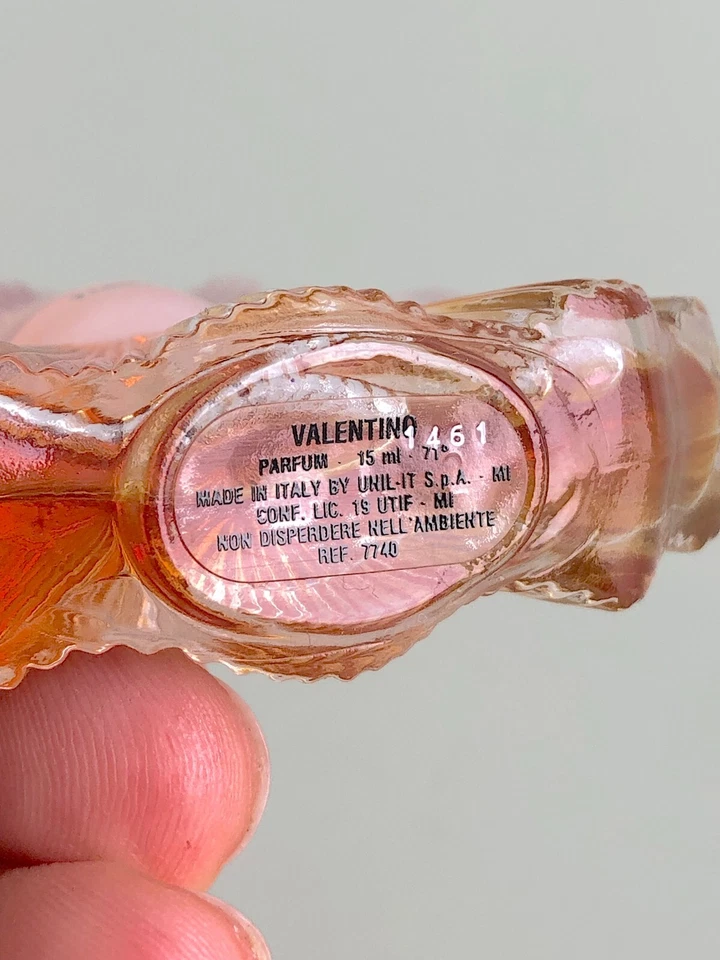 VALENTINO
1461
PARFUM 15 ml - 71°
MADE IN ITALY BY UNIL-IT S.p.A. - MI
CONF. LIC. 19 UTIF - MI
NON DISPERDERE NELL'AMBIENTE
REF. 7740